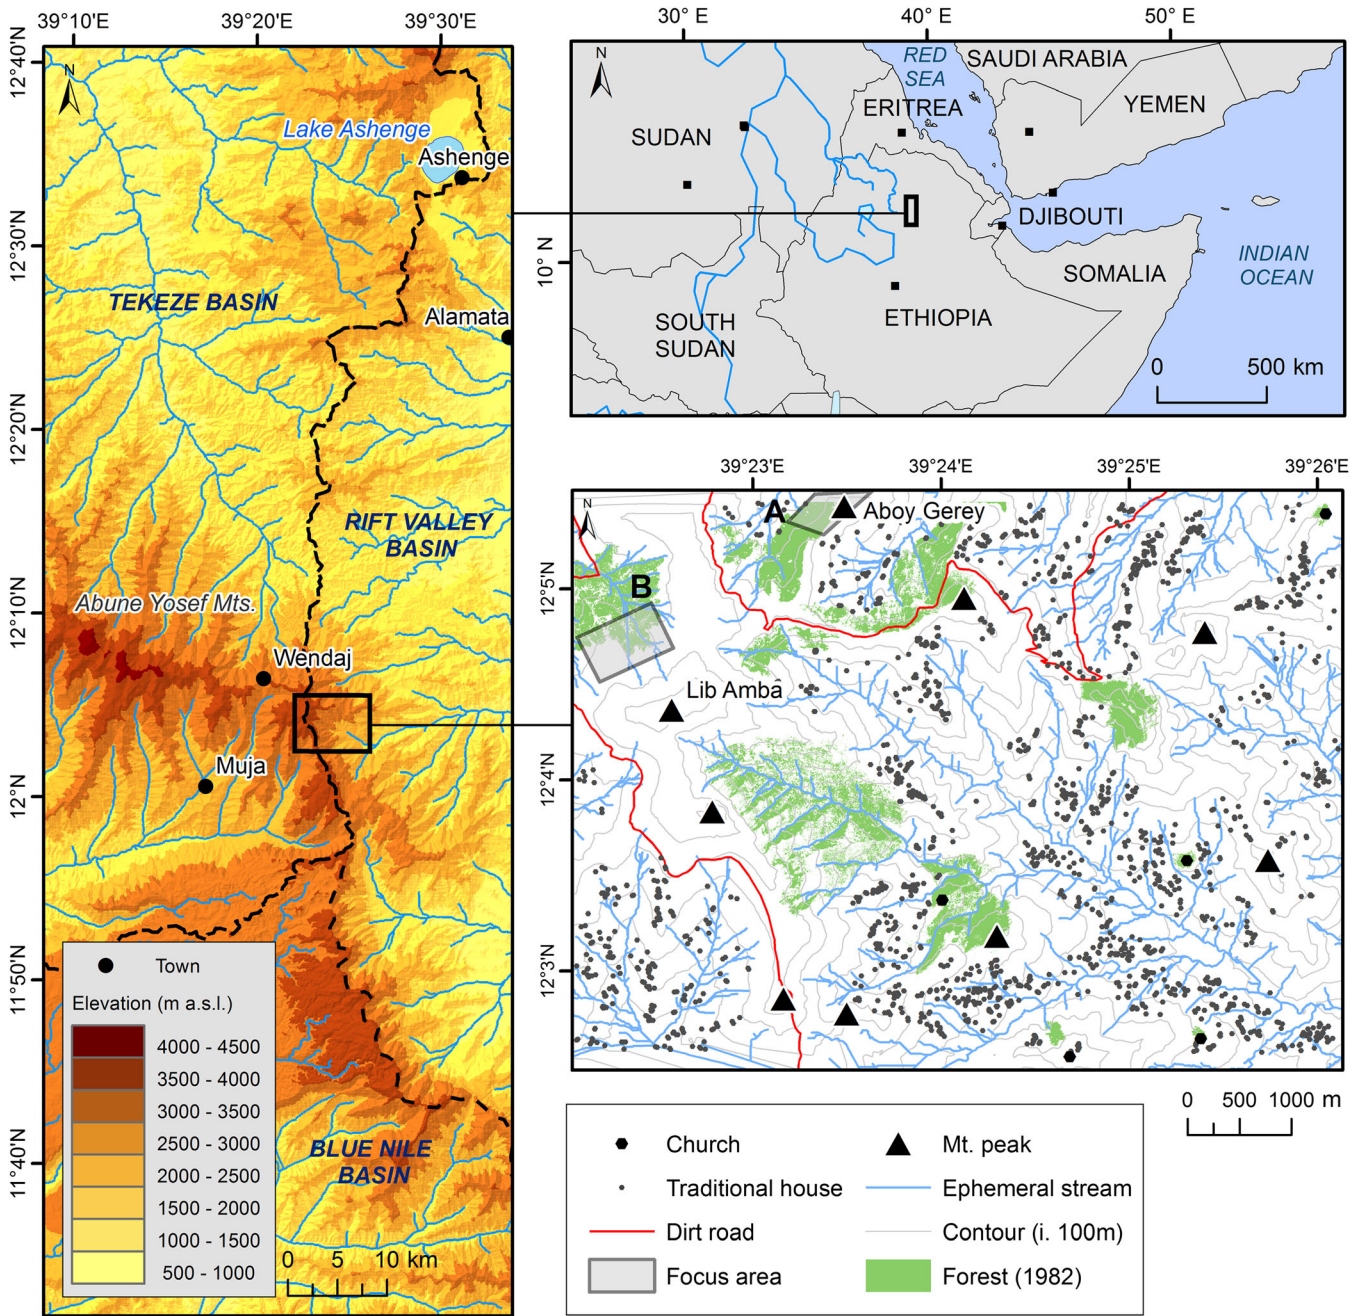 39°10'E
39°20'E
39°30'E
12°40'N
12°30'N
12°20'N
12°10'N
12°N
11°50'N
11°40'N
N
Lake Ashenge
Ashenge
TEKEZE BASIN
Alamata
RIFT VALLEY
BASIN
Abune Yosef Mts.
Wendaj
Muja
BLUE NILE
BASIN
Town
Elevation (m a.s.l.)
4000 - 4500
3500 - 4000
3000 - 3500
2500 - 3000
2000 - 2500
1500 - 2000
1000 - 1500
500 - 1000
0 5 10 km
30° E
40° E
50° E
10° N
N
RED
SEA
SAUDI ARABIA
ERITREA
YEMEN
SUDAN
DJIBOUTI
INDIAN
OCEAN
SOMALIA
ETHIOPIA
SOUTH
SUDAN
0 500 km
39°23'E
39°24'E
39°25'E
39°26'E
12°5'N
12°4'N
12°3'N
N
A
Aboy Gerey
B
Lib Amba
0 500 1000 m
Church
Mt. peak
Traditional house
Ephemeral stream
Dirt road
Contour (i. 100m)
Focus area
Forest (1982)